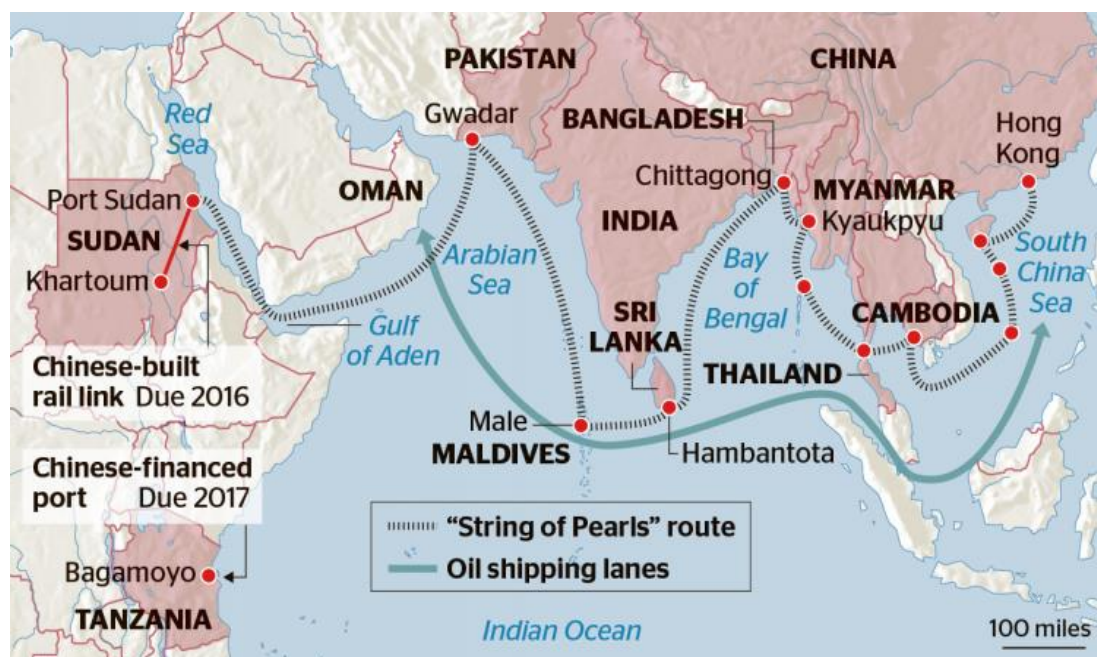 PAKISTAN
CHINA
Gwadar
BANGLADESH
Hong
Kong
Red
Sea
Chittagong
Port Sudan
OMAN
MYANMAR
Kyaukpyu
SUDAN
INDIA
Arabian
Sea
Bay
of
Bengal
South
China
Sea
Khartoum
SRI
LANKA
CAMBODIA
Gulf
of Aden
Chinese-built
rail link Due 2016
THAILAND
Male
MALDIVES
Hambantota
Chinese-financed
port Due 2017
"String of Pearls" route
Oil shipping lanes
Bagamoyo
TANZANIA
Indian Ocean
100 miles